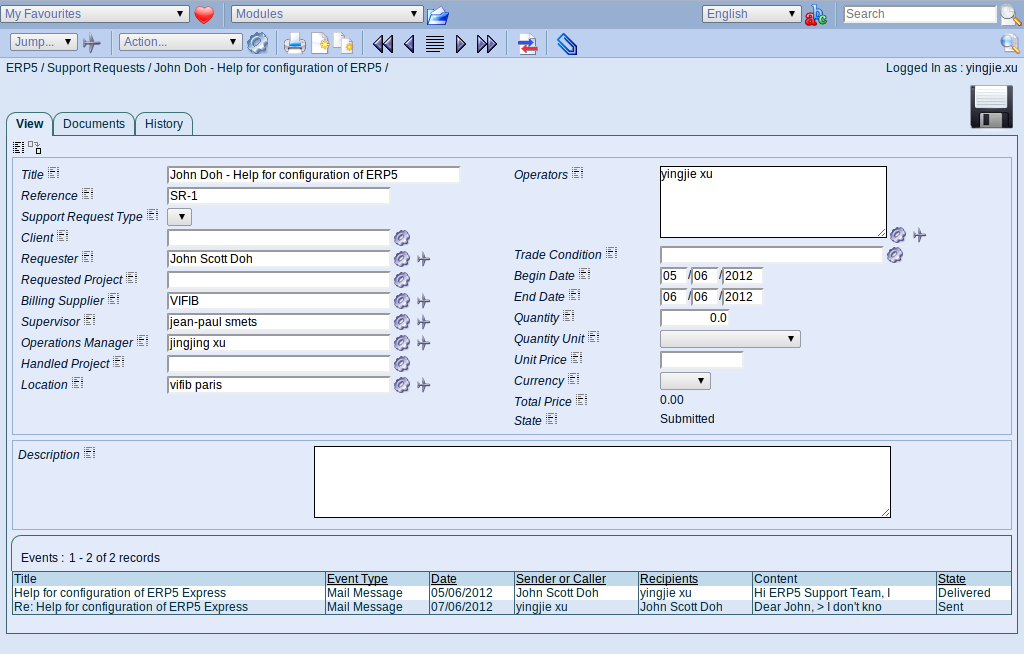 My Favourites Modules English abc Search
Jump... Action...
ERP5 / Support Requests / John Doh - Help for configuration of ERP5 / Logged In as : yingjie.xu
View Documents History
Title John Doh - Help for configuration of ERP5
Reference SR-1
Support Request Type
Client
Requester John Scott Doh
Requested Project
Billing Supplier VIFIB
Supervisor jean-paul smets
Operations Manager jingjing xu
Handled Project
Location vifib paris
Operators yingjie xu
Trade Condition
Begin Date 05 / 06 / 2012
End Date 06 / 06 / 2012
Quantity 0.0
Quantity Unit
Unit Price
Currency
Total Price 0.00
State Submitted
Description
Events : 1 - 2 of 2 records
Title Event Type Date Sender or Caller Recipients Content State
Help for configuration of ERP5 Express Mail Message 05/06/2012 John Scott Doh yingjie xu Hi ERP5 Support Team, I Delivered
Re: Help for configuration of ERP5 Express Mail Message 07/06/2012 yingjie xu John Scott Doh Dear John, > I don't kno Sent